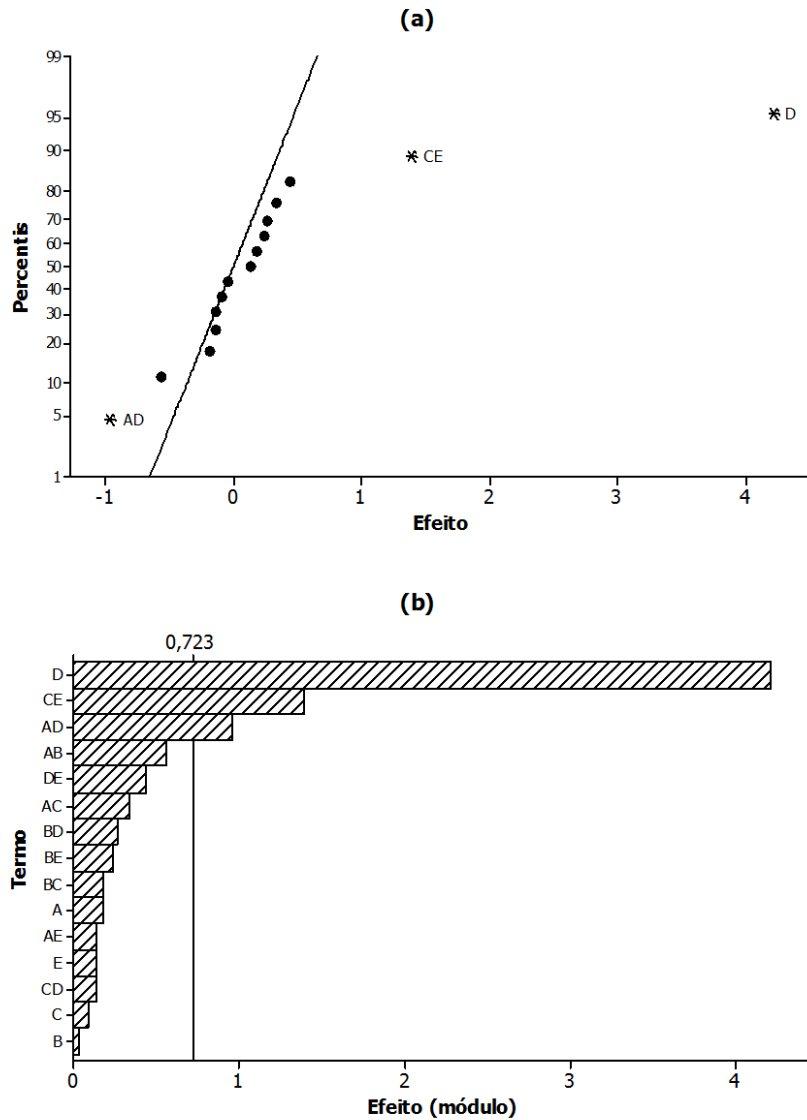 (a)
99
95
90
80
70
60
50
40
30
20
10
5
1
Percentis
D
CE
AD
-1
0
1
2
3
4
Efeito
(b)
0,723
D
CE
AD
AB
DE
AC
BD
BE
BC
A
AE
E
CD
C
B
Termo
0
1
2
3
4
Efeito (módulo)